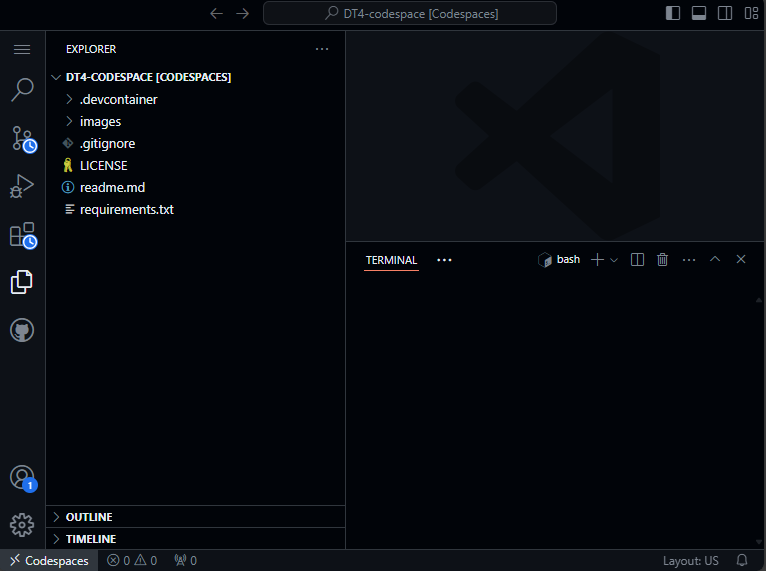 DT4-codespace [Codespaces]
EXPLORER
DT4-CODESPACE [CODESPACES]
.devcontainer
images
.gitignore
LICENSE
readme.md
requirements.txt
TERMINAL
bash
1
OUTLINE
TIMELINE
Codespaces 0 0 0 Layout: US